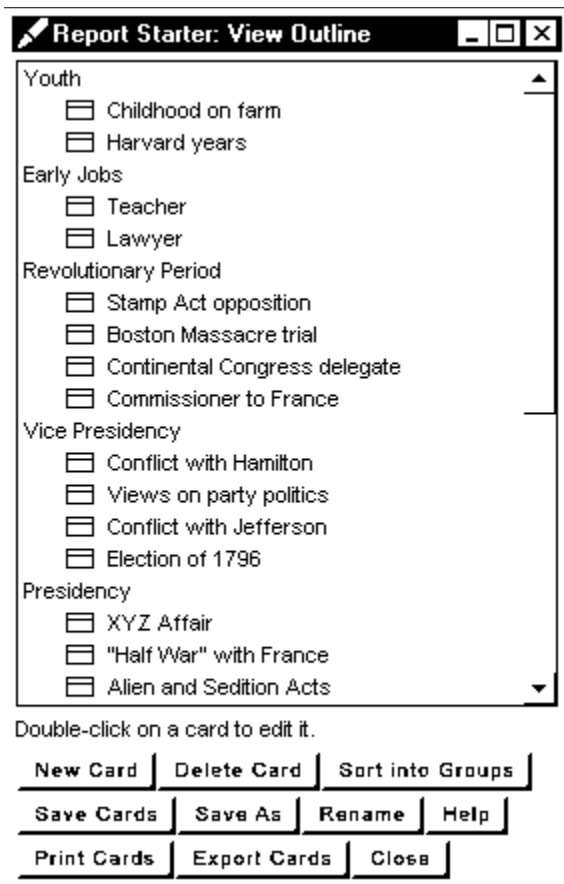 Report Starter: View Outline
Youth
Childhood on farm
Harvard years
Early Jobs
Teacher
Lawyer
Revolutionary Period
Stamp Act opposition
Boston Massacre trial
Continental Congress delegate
Commissioner to France
Vice Presidency
Conflict with Hamilton
Views on party politics
Conflict with Jefferson
Election of 1796
Presidency
XYZ Affair
"Half War" with France
Alien and Sedition Acts
Double-click on a card to edit it.
New Card Delete Card Sort into Groups
Save Cards Save As Rename Help
Print Cards Export Cards Close